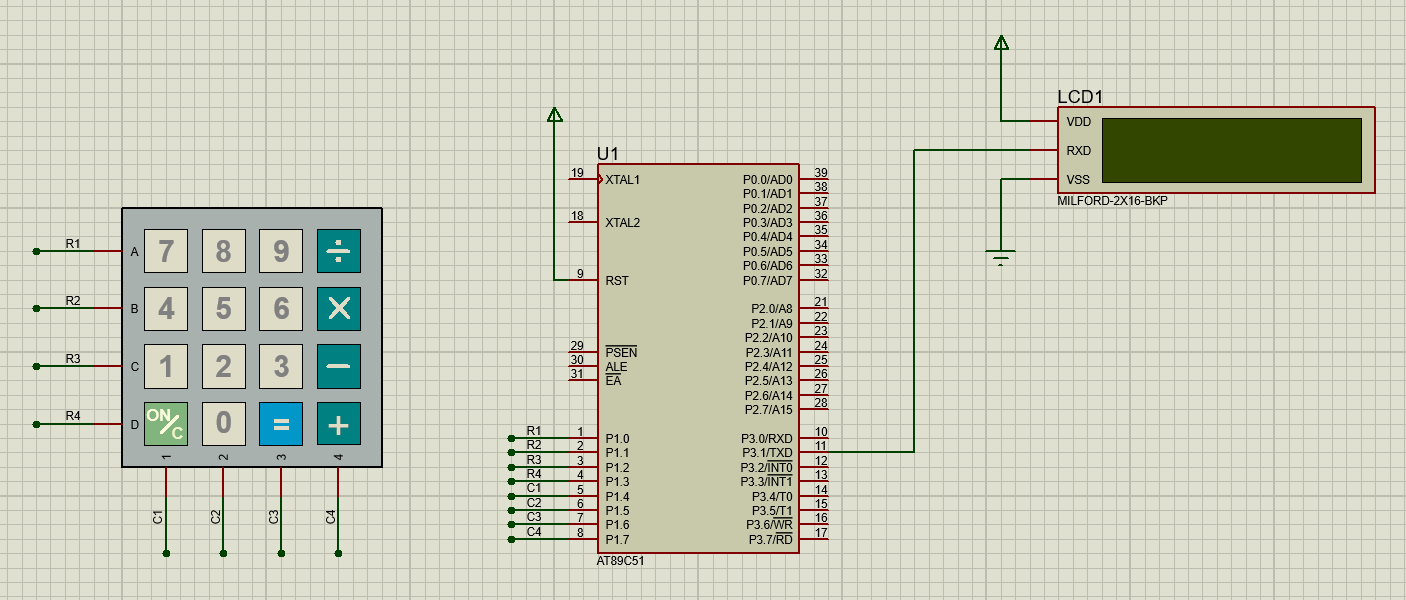 R1
A
7
8
9
÷
R2
B
4
5
6
×
R3
C
1
2
3
−
R4
D
ON/C
0
=
+
1
2
3
4
C1
C2
C3
C4
U1
19
XTAL1
18
XTAL2
9
RST
29
PSEN
30
ALE
31
EA
R1
1
P1.0
R2
2
P1.1
R3
3
P1.2
R4
4
P1.3
C1
5
P1.4
C2
6
P1.5
C3
7
P1.6
C4
8
P1.7
P0.0/AD0
39
P0.1/AD1
38
P0.2/AD2
37
P0.3/AD3
36
P0.4/AD4
35
P0.5/AD5
34
P0.6/AD6
33
P0.7/AD7
32
P2.0/A8
21
P2.1/A9
22
P2.2/A10
23
P2.3/A11
24
P2.4/A12
25
P2.5/A13
26
P2.6/A14
27
P2.7/A15
28
P3.0/RXD
10
P3.1/TXD
11
P3.2/INT0
12
P3.3/INT1
13
P3.4/T0
14
P3.5/T1
15
P3.6/WR
16
P3.7/RD
17
AT89C51
LCD1
VDD
RXD
VSS
MILFORD-2X16-BKP